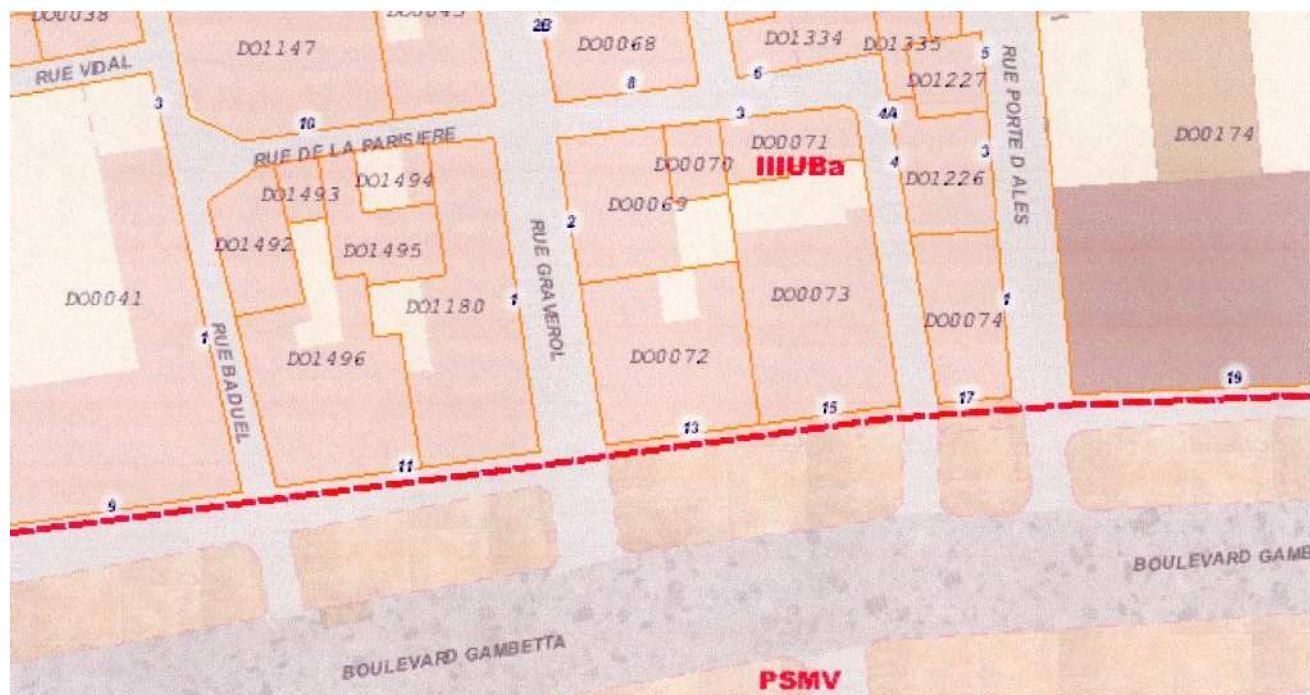 DO0038
DO1147
2B
DO0068
8
DO1334
6
DO1335
5
DO1227
RUE PORTE D ALES
DO0174
RUE VIDAL
3
10
RUE DE LA PARISIERE
3
DO0071
4A
4
3
DO1226
DO1493
DO1494
DO0070
IIIUBa
DO0069
2
DO1492
DO1495
RUE GRAVEROL
DO0041
1
RUE BADUEL
DO1180
1
DO0073
1
DO0074
DO1496
DO0072
9
11
13
15
17
19
BOULEVARD GAMBETTA
BOULEVARD GAMB
PSMV